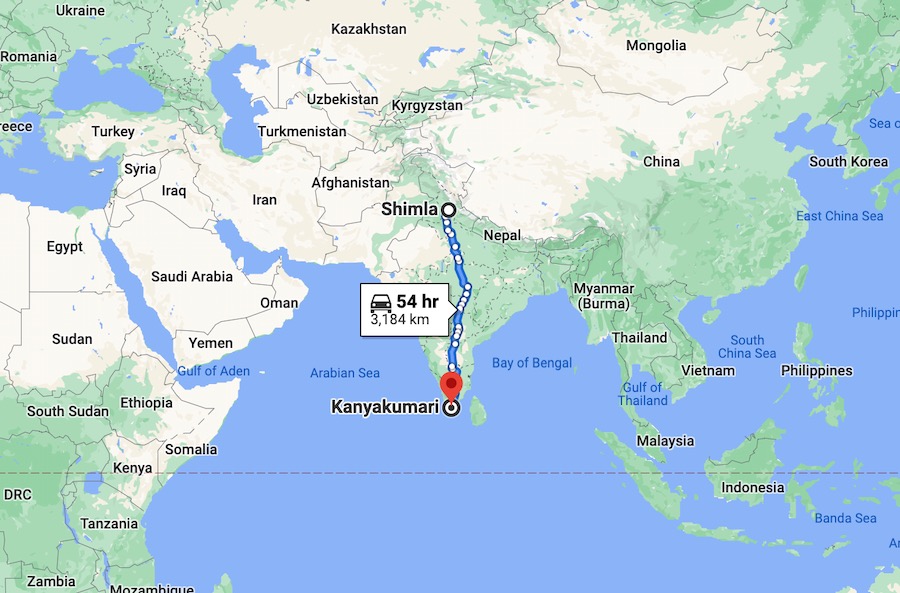 Ukraine
Kazakhstan
Mongolia
Romania
Uzbekistan
Kyrgyzstan
reece
Turkey
Turkmenistan
Sea o
Syria
China
South Korea
Iraq
Afghanistan
Iran
Shimla
East China Sea
Nepal
Egypt
Saudi Arabia
Myanmar
(Burma)
Oman
54 hr
3,184 km
Philippin
Sudan
Yemen
Thailand
South
China Sea
Bay of Bengal
Gulf of Aden
Arabian Sea
Vietnam
Philippines
Gulf of
Thailand
Ethiopia
South Sudan
Kanyakumari
Malaysia
Somalia
Kenya
Indonesia
DRC
Banda Sea
Tanzania
Ar
Zambia
Mozambique